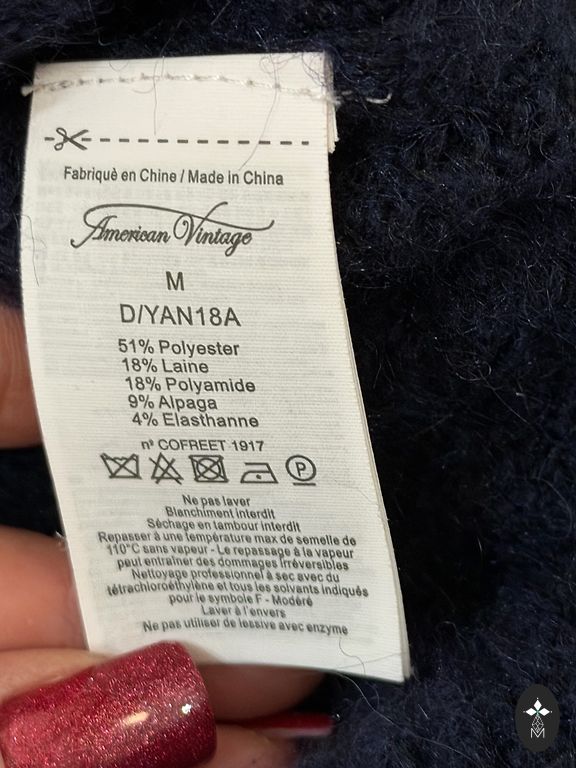 Fabriquè en Chine / Made in China
American Vintage
M
D/YAN18A
51% Polyester
18% Laine
18% Polyamide
9% Alpaga
4% Elasthanne
n° COFREET 1917
P
Ne pas laver
Blanchiment interdit
Séchage en tambour interdit
Repasser à une température max de semelle de
110°C sans vapeur - Le repassage à la vapeur
peut entraîner des dommages irréversibles
Nettoyage professionnel à sec avec du
tétrachloroéthylène et tous les solvants indiqués
pour le symbole F - Modéré
Laver à l'envers
Ne pas utiliser de lessive avec enzyme
M